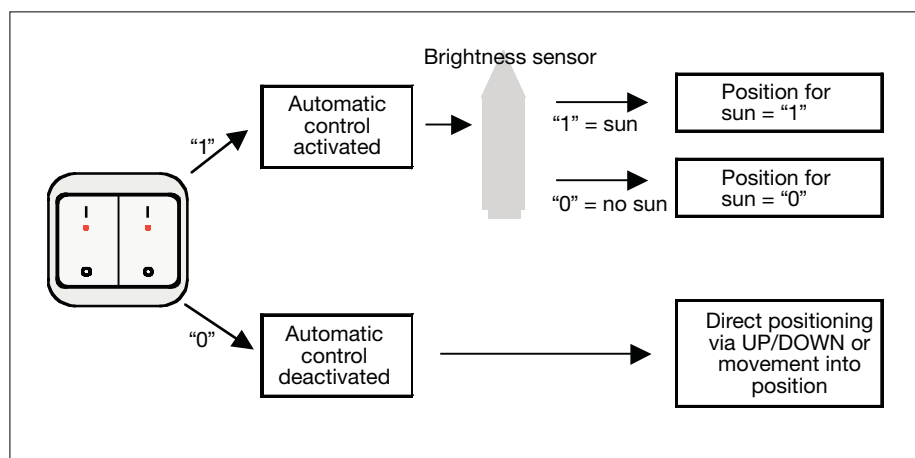 Brightness sensor
Automatic
control
activated
“1”
“1” = sun
Position for
sun = “1”
“0” = no sun
Position for
sun = “0”
“0”
Automatic
control
deactivated
Direct positioning
via UP/DOWN or
movement into
position